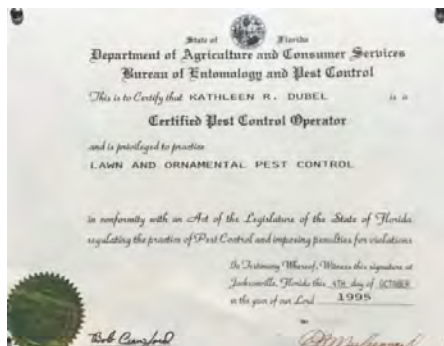 State of Florida
Department of Agriculture and Consumer Services
Bureau of Entomology and Pest Control
This is to Certify that KATHLEEN R. DUBEL is a
Certified Pest Control Operator
and is privileged to practice
LAWN AND ORNAMENTAL PEST CONTROL
in conformity with an Act of the Legislature of the State of Florida
regulating the practice of Pest Control and imposing penalties for violations
In Testimony Whereof, Witness this signature at
Jacksonville, Florida this 4TH day of OCTOBER
in the year of our Lord 1995
Bob Crawford